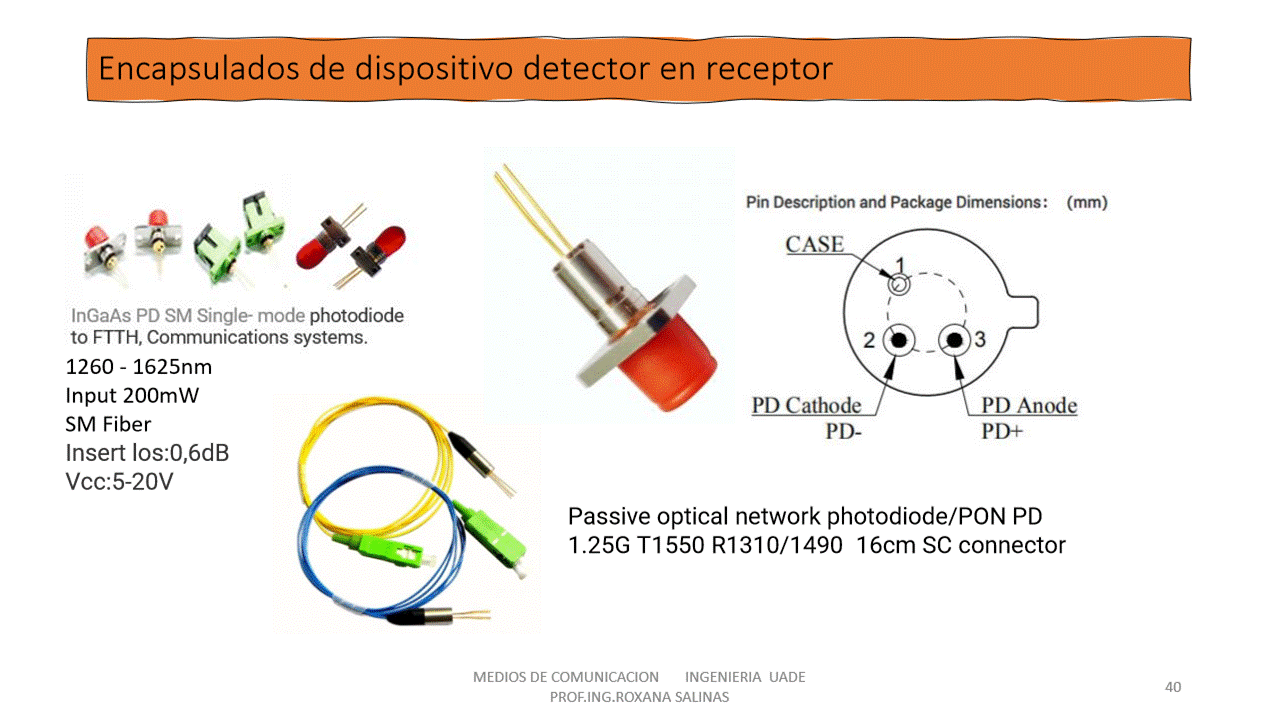 Encapsulados de dispositivo detector en receptor
InGaAs PD SM Single- mode photodiode
to FTTH, Communications systems.
1260 - 1625nm
Input 200mW
SM Fiber
Insert los:0,6dB
Vcc:5-20V
Pin Description and Package Dimensions: (mm)
CASE
1
2
3
PD Cathode
PD-
PD Anode
PD+
Passive optical network photodiode/PON PD
1.25G T1550 R1310/1490 16cm SC connector
MEDIOS DE COMUNICACION INGENIERIA UADE
PROF.ING.ROXANA SALINAS
40